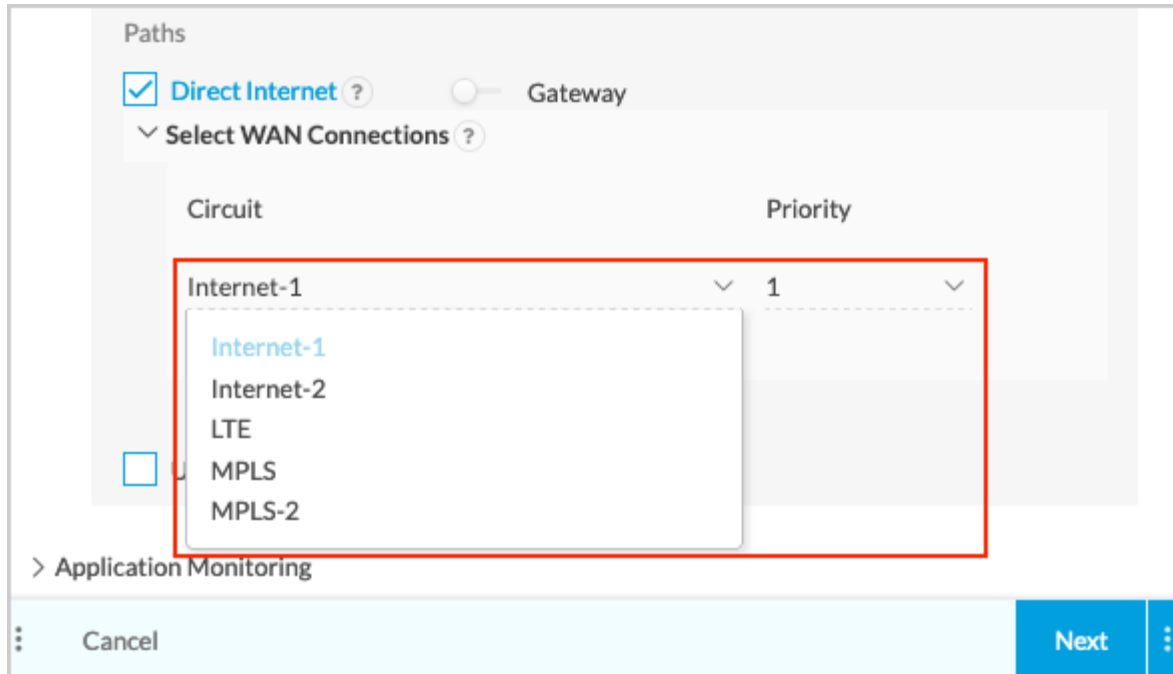 Paths
Direct Internet ? Gateway
Select WAN Connections ?
Circuit Priority
Internet-1 1
Internet-1
Internet-2
LTE
MPLS
MPLS-2
Application Monitoring
Cancel Next